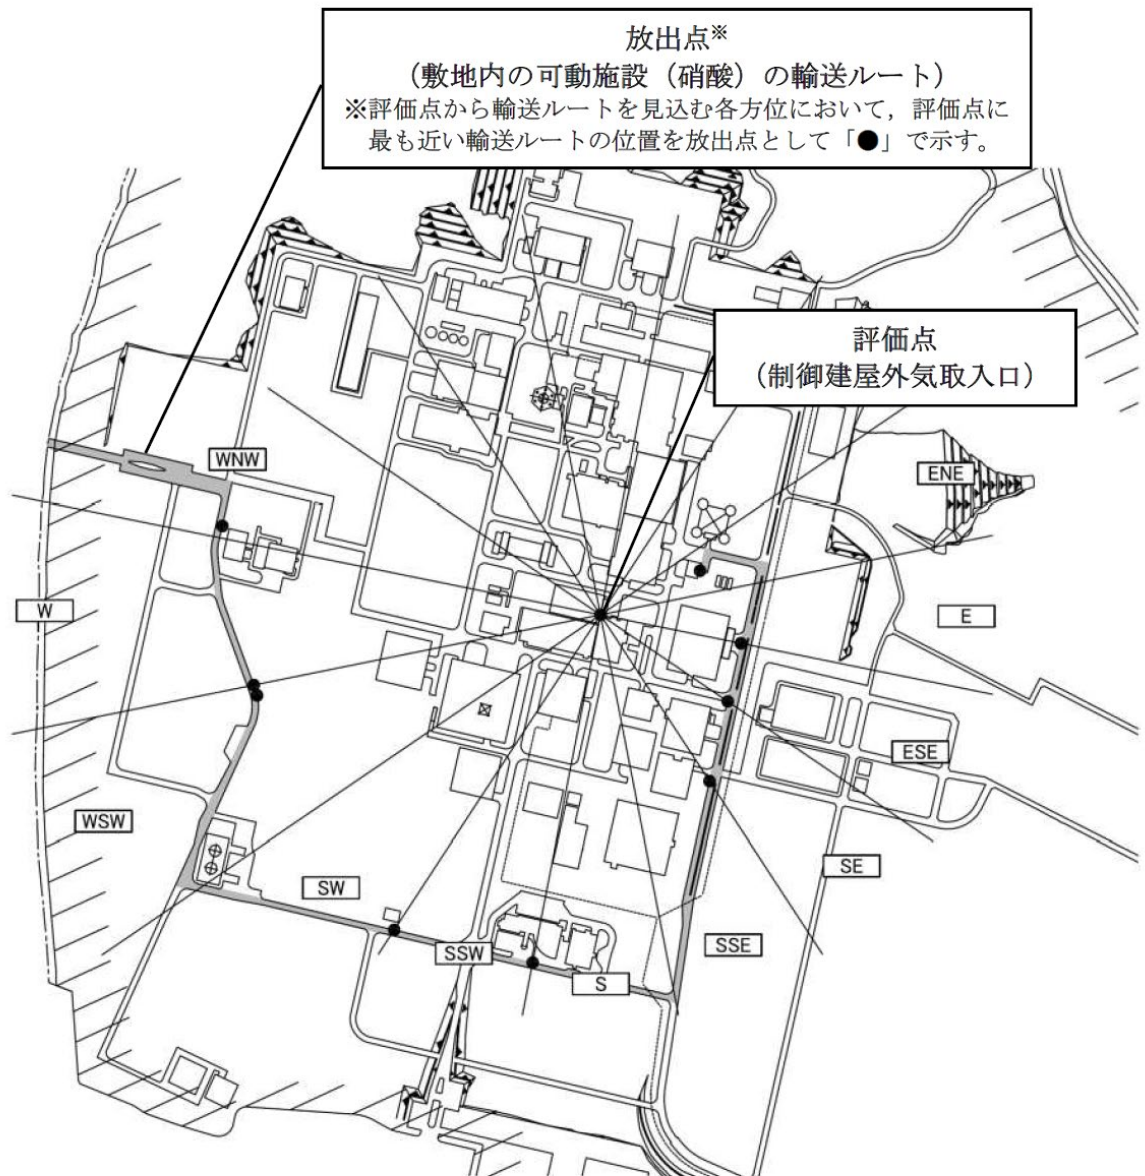 放出点※
(敷地内の可動施設(硝酸)の輸送ルート)
※評価点から輸送ルートを見込む各方位において,評価点に
最も近い輸送ルートの位置を放出点として「●」で示す。
評価点
(制御建屋外気取入口)
WNW
ENE
W
E
ESE
WSW
SE
SW
SSW
SSE
S